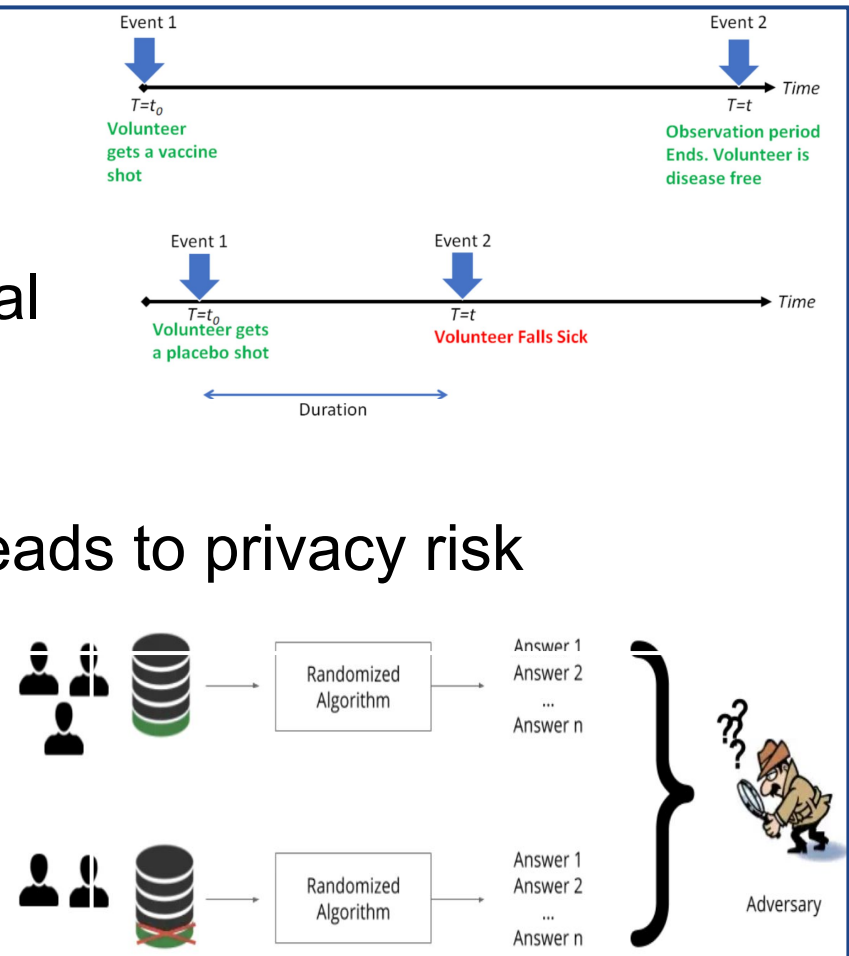 Event 1
Event 2
Time
T=t0
T=t
Volunteer
gets a vaccine
shot
Observation period
Ends. Volunteer is
disease free
Event 1
Event 2
al
Time
T=t0
T=t
Volunteer gets
a placebo shot
Volunteer Falls Sick
Duration
eads to privacy risk
Randomized
Algorithm
Answer 1
Answer 2
...
Answer n
???
Randomized
Algorithm
Answer 1
Answer 2
...
Answer n
Adversary